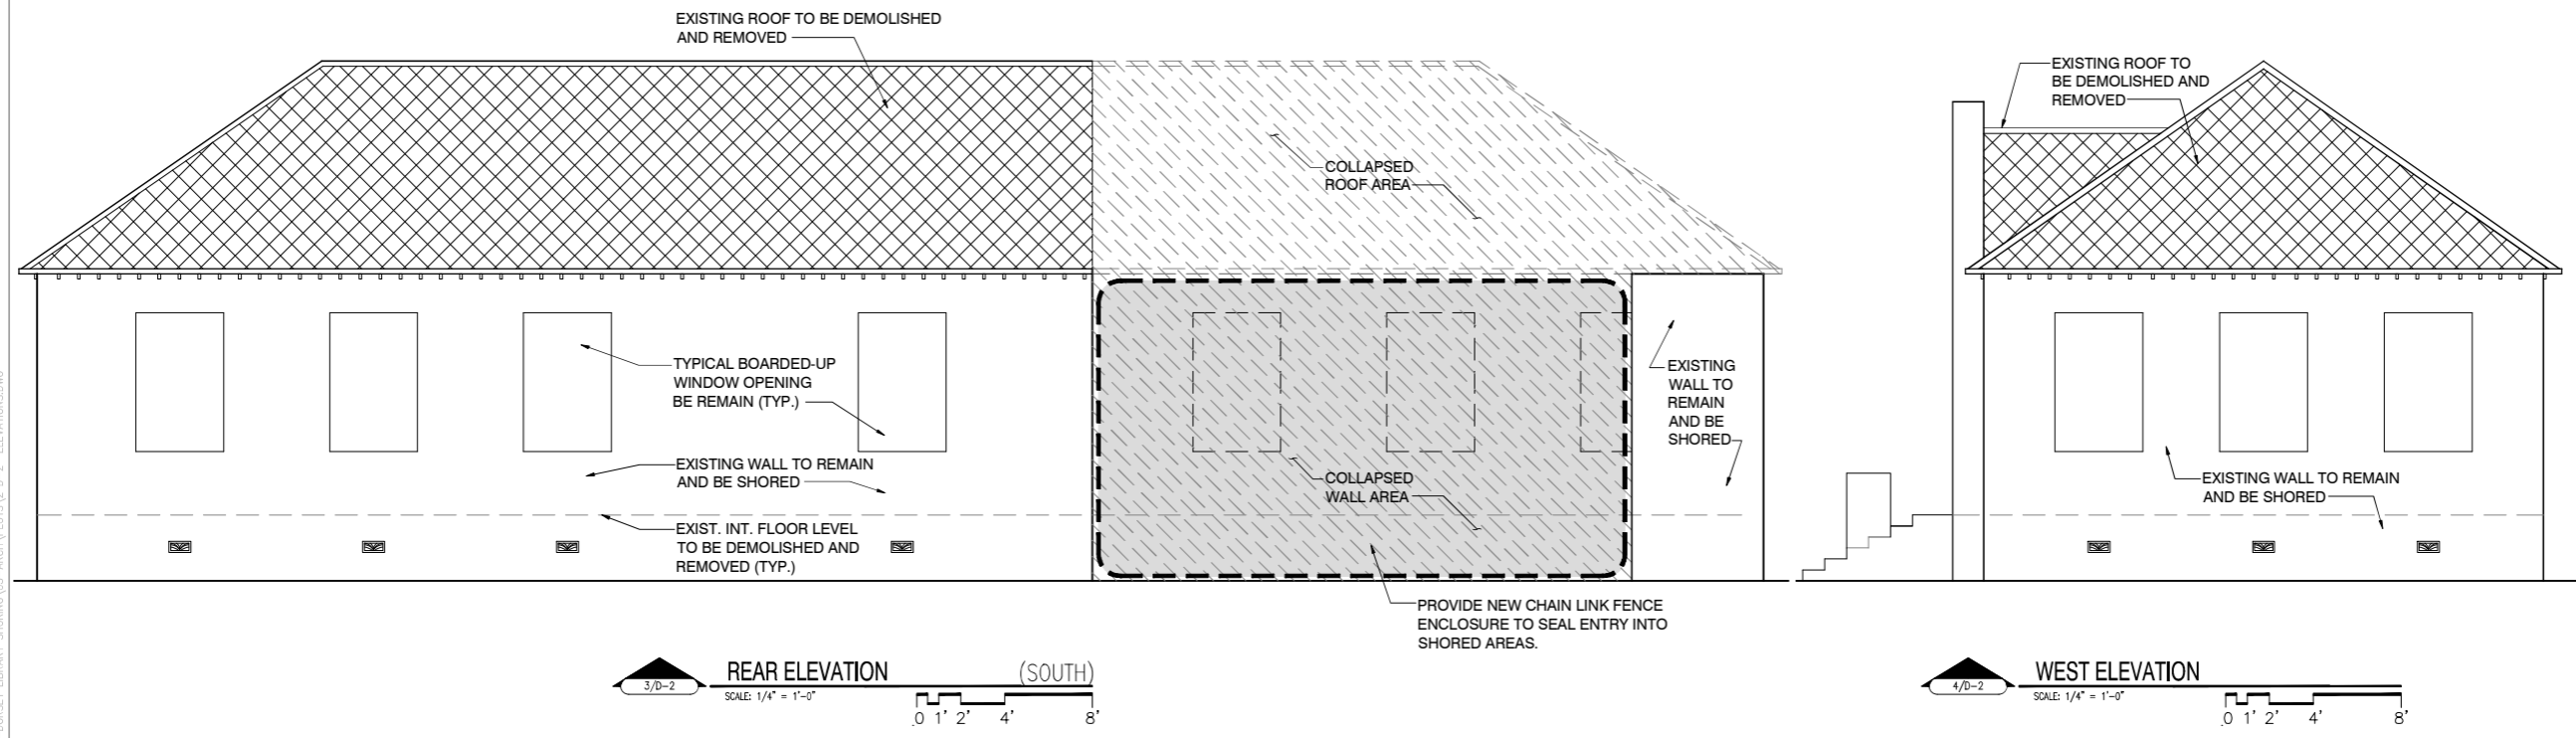 EXISTING ROOF TO BE DEMOLISHED
AND REMOVED
COLLAPSED
ROOF AREA
TYPICAL BOARDED-UP
WINDOW OPENING
BE REMAIN (TYP.)
EXISTING WALL TO REMAIN
AND BE SHORED
EXIST. INT. FLOOR LEVEL
TO BE DEMOLISHED AND
REMOVED (TYP.)
COLLAPSED
WALL AREA
EXISTING
WALL TO
REMAIN
AND BE
SHORED
PROVIDE NEW CHAIN LINK FENCE
ENCLOSURE TO SEAL ENTRY INTO
SHORED AREAS.
3/D-2
REAR ELEVATION (SOUTH)
SCALE: 1/4" = 1'-0"
0 1' 2' 4' 8'
EXISTING ROOF TO
BE DEMOLISHED AND
REMOVED
EXISTING WALL TO REMAIN
AND BE SHORED
4/D-2
WEST ELEVATION
SCALE: 1/4" = 1'-0"
0 1' 2' 4' 8'